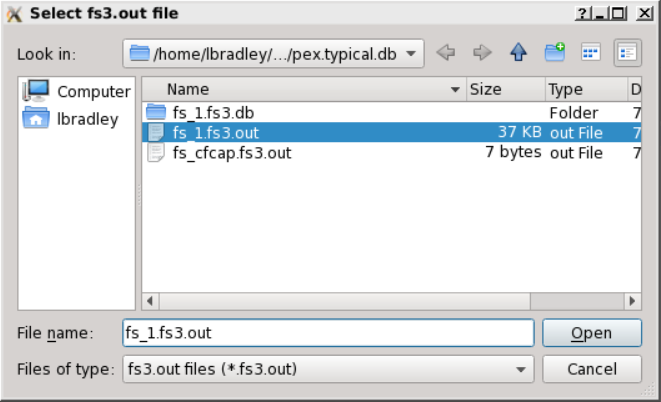 Select fs3.out file
Look in: /home/lbradley/.../pex.typical.db
Computer
lbradley
Name Size Type D
fs_1.fs3.db Folder 7
fs_1.fs3.out 37 KB out File 7
fs_cfcap.fs3.out 7 bytes out File 7
File name: fs_1.fs3.out Open
Files of type: fs3.out files (*.fs3.out) Cancel